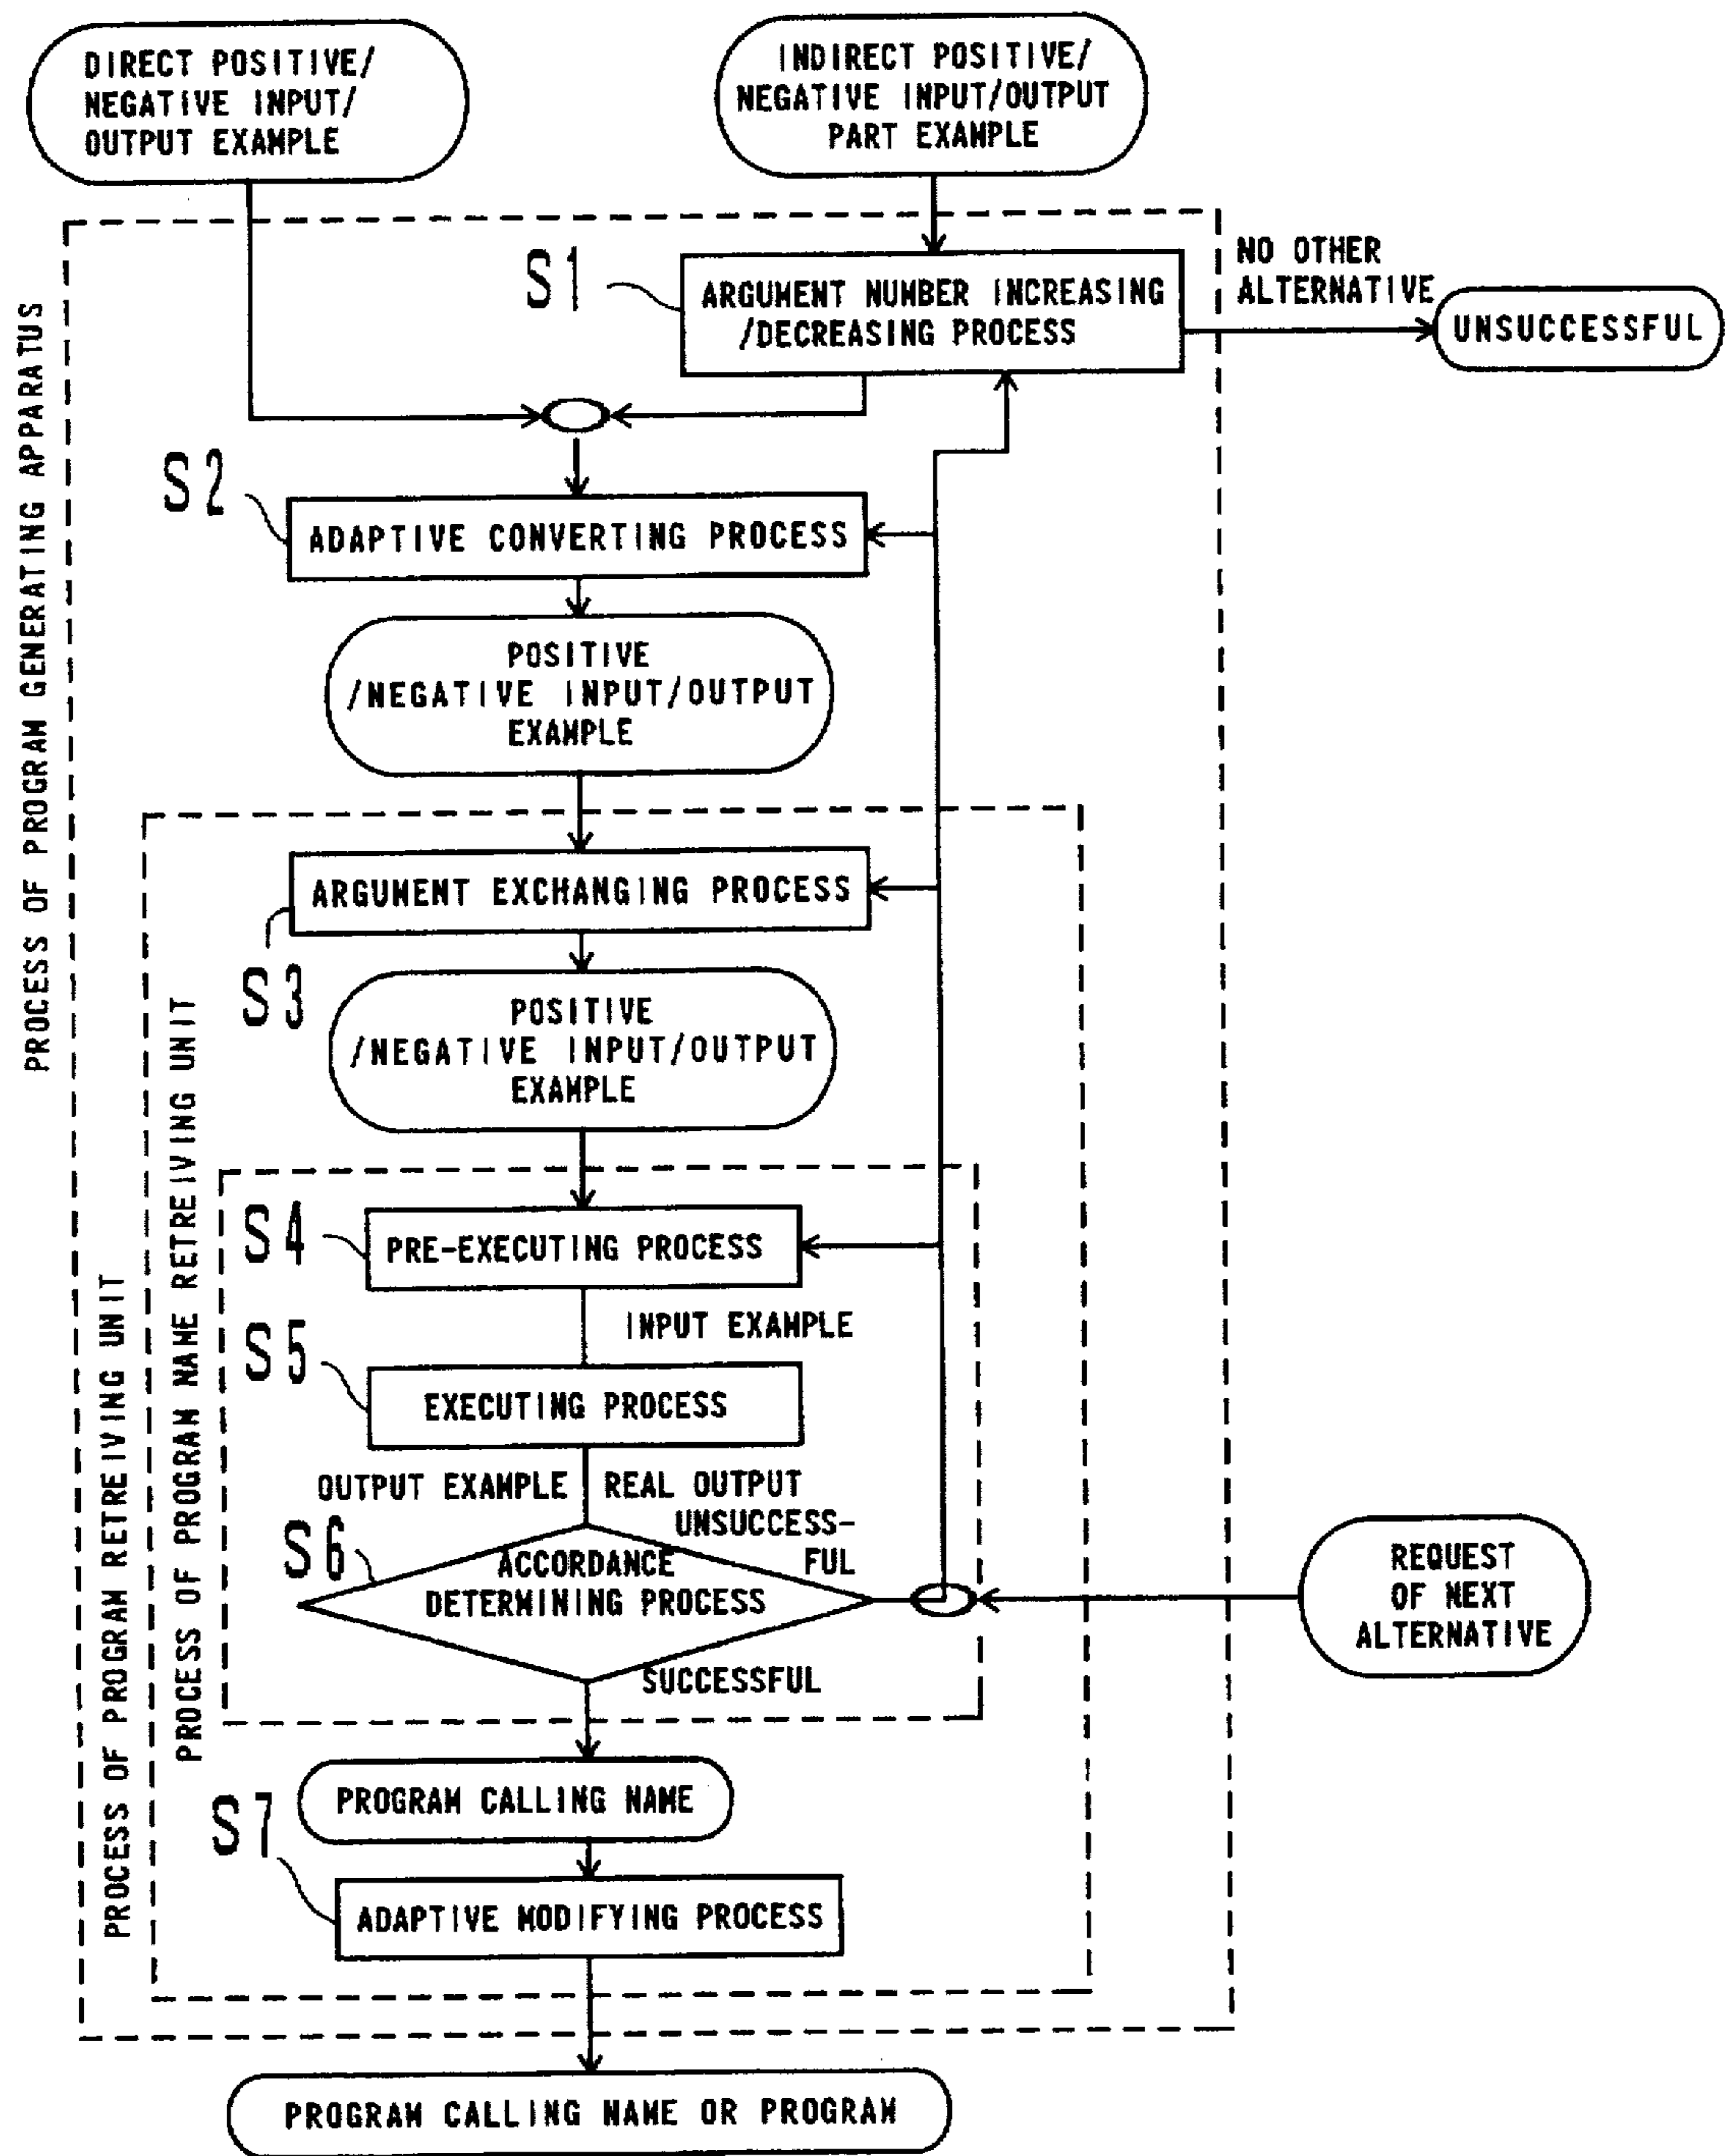 DIRECT POSITIVE/
NEGATIVE INPUT/
OUTPUT EXAMPLE
INDIRECT POSITIVE/
NEGATIVE INPUT/OUTPUT
PART EXAMPLE
PROCESS OF PROGRAM GENERATING APPARATUS
S1
ARGUMENT NUMBER INCREASING
/DECREASING PROCESS
NO OTHER
ALTERNATIVE
UNSUCCESSFUL
S2
ADAPTIVE CONVERTING PROCESS
POSITIVE
/NEGATIVE INPUT/OUTPUT
EXAMPLE
PROCESS OF PROGRAM RETREIVING UNIT
S3
ARGUMENT EXCHANGING PROCESS
POSITIVE
/NEGATIVE INPUT/OUTPUT
EXAMPLE
PROCESS OF PROGRAM NAME RETREIVING UNIT
S4
PRE-EXECUTING PROCESS
INPUT EXAMPLE
S5
EXECUTING PROCESS
OUTPUT EXAMPLE
REAL OUTPUT
UNSUCCESS-
FUL
S6
ACCORDANCE
DETERMINING PROCESS
SUCCESSFUL
REQUEST
OF NEXT
ALTERNATIVE
PROGRAM CALLING NAME
S7
ADAPTIVE MODIFYING PROCESS
PROGRAM CALLING NAME OR PROGRAM